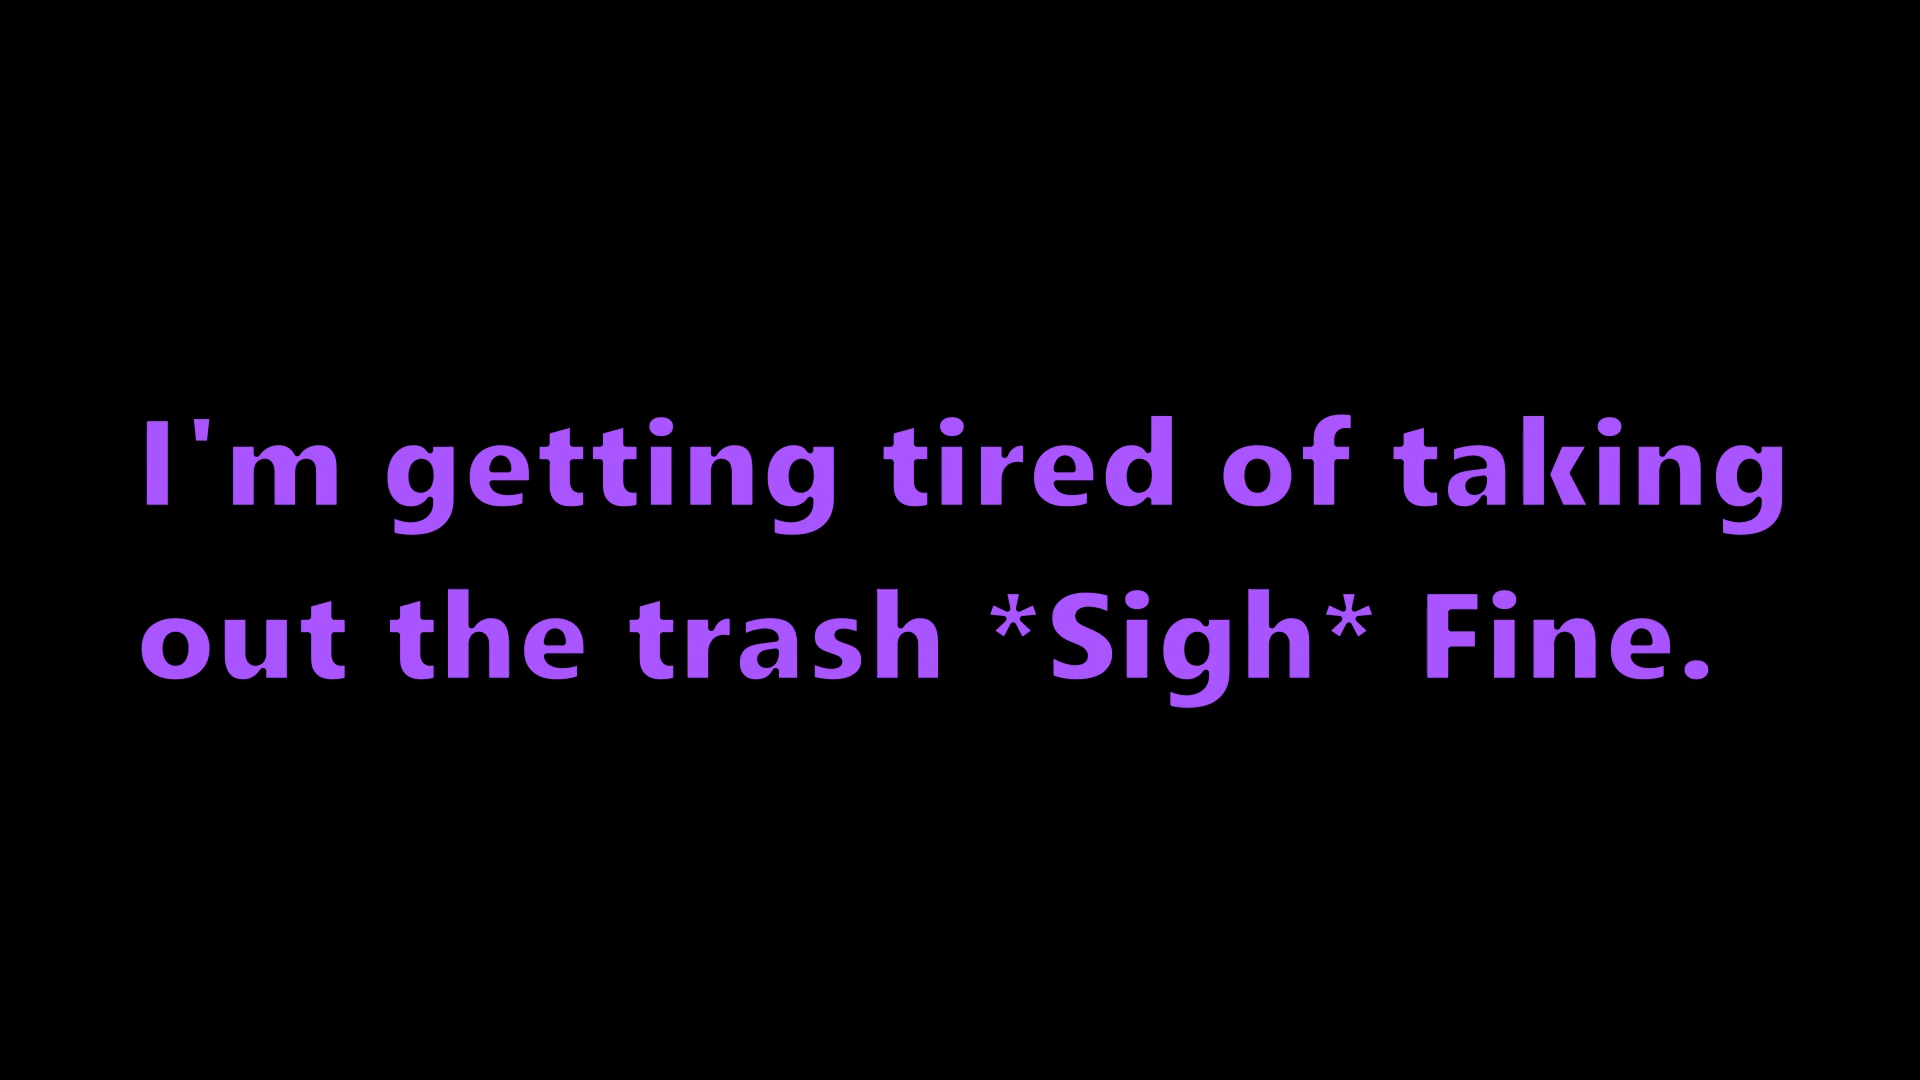 I'm getting tired of taking
out the trash *Sigh* Fine.